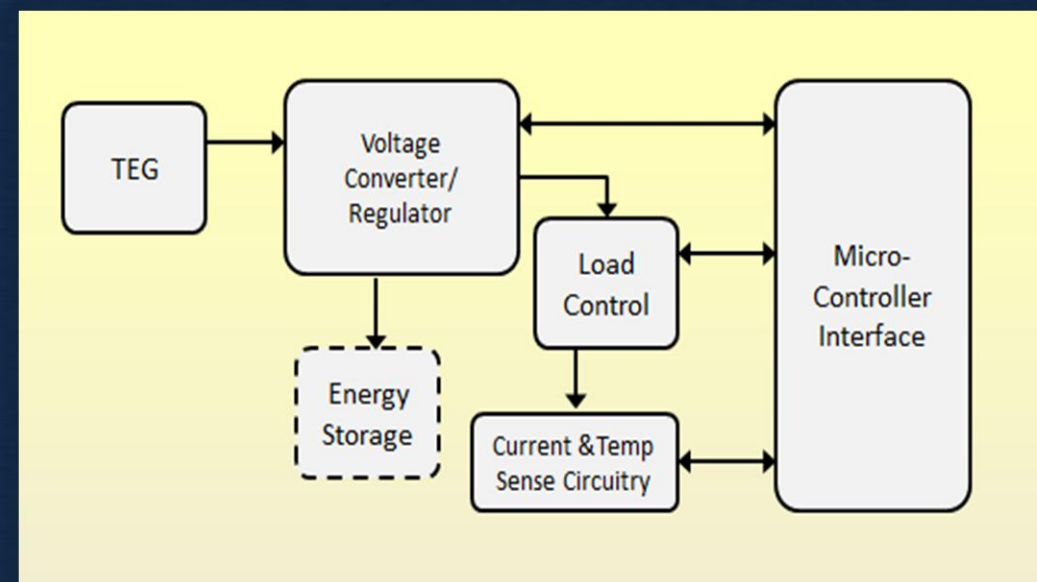 TEG
Voltage
Converter/
Regulator
Load
Control
Micro-
Controller
Interface
Energy
Storage
Current &Temp
Sense Circuitry